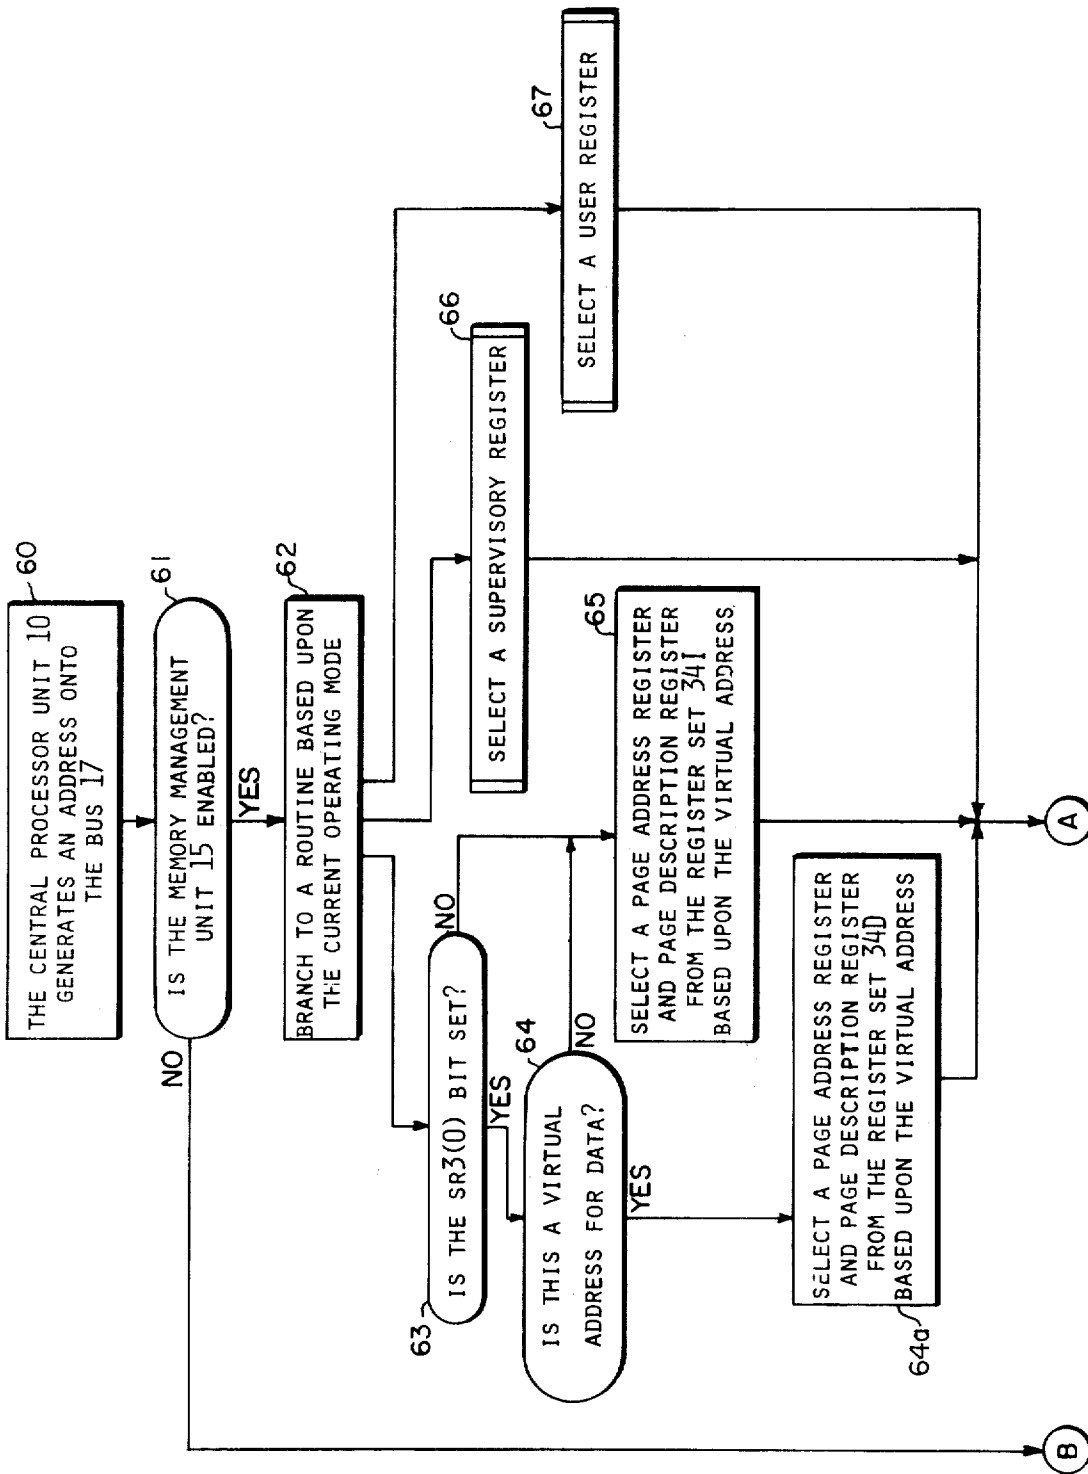 60
THE CENTRAL PROCESSOR UNIT 10
GENERATES AN ADDRESS ONTO
THE BUS 17
61
IS THE MEMORY MANAGEMENT
UNIT 15 ENABLED?
NO
YES
62
BRANCH TO A ROUTINE BASED UPON
THE CURRENT OPERATING MODE
63
IS THE SR3(0) BIT SET?
NO
YES
64
IS THIS A VIRTUAL
ADDRESS FOR DATA?
NO
YES
66
SELECT A SUPERVISORY REGISTER
67
SELECT A USER REGISTER
65
SELECT A PAGE ADDRESS REGISTER
AND PAGE DESCRIPTION REGISTER
FROM THE REGISTER SET 34I
BASED UPON THE VIRTUAL ADDRESS
64a
SELECT A PAGE ADDRESS REGISTER
AND PAGE DESCRIPTION REGISTER
FROM THE REGISTER SET 34D
BASED UPON THE VIRTUAL ADDRESS
B
A